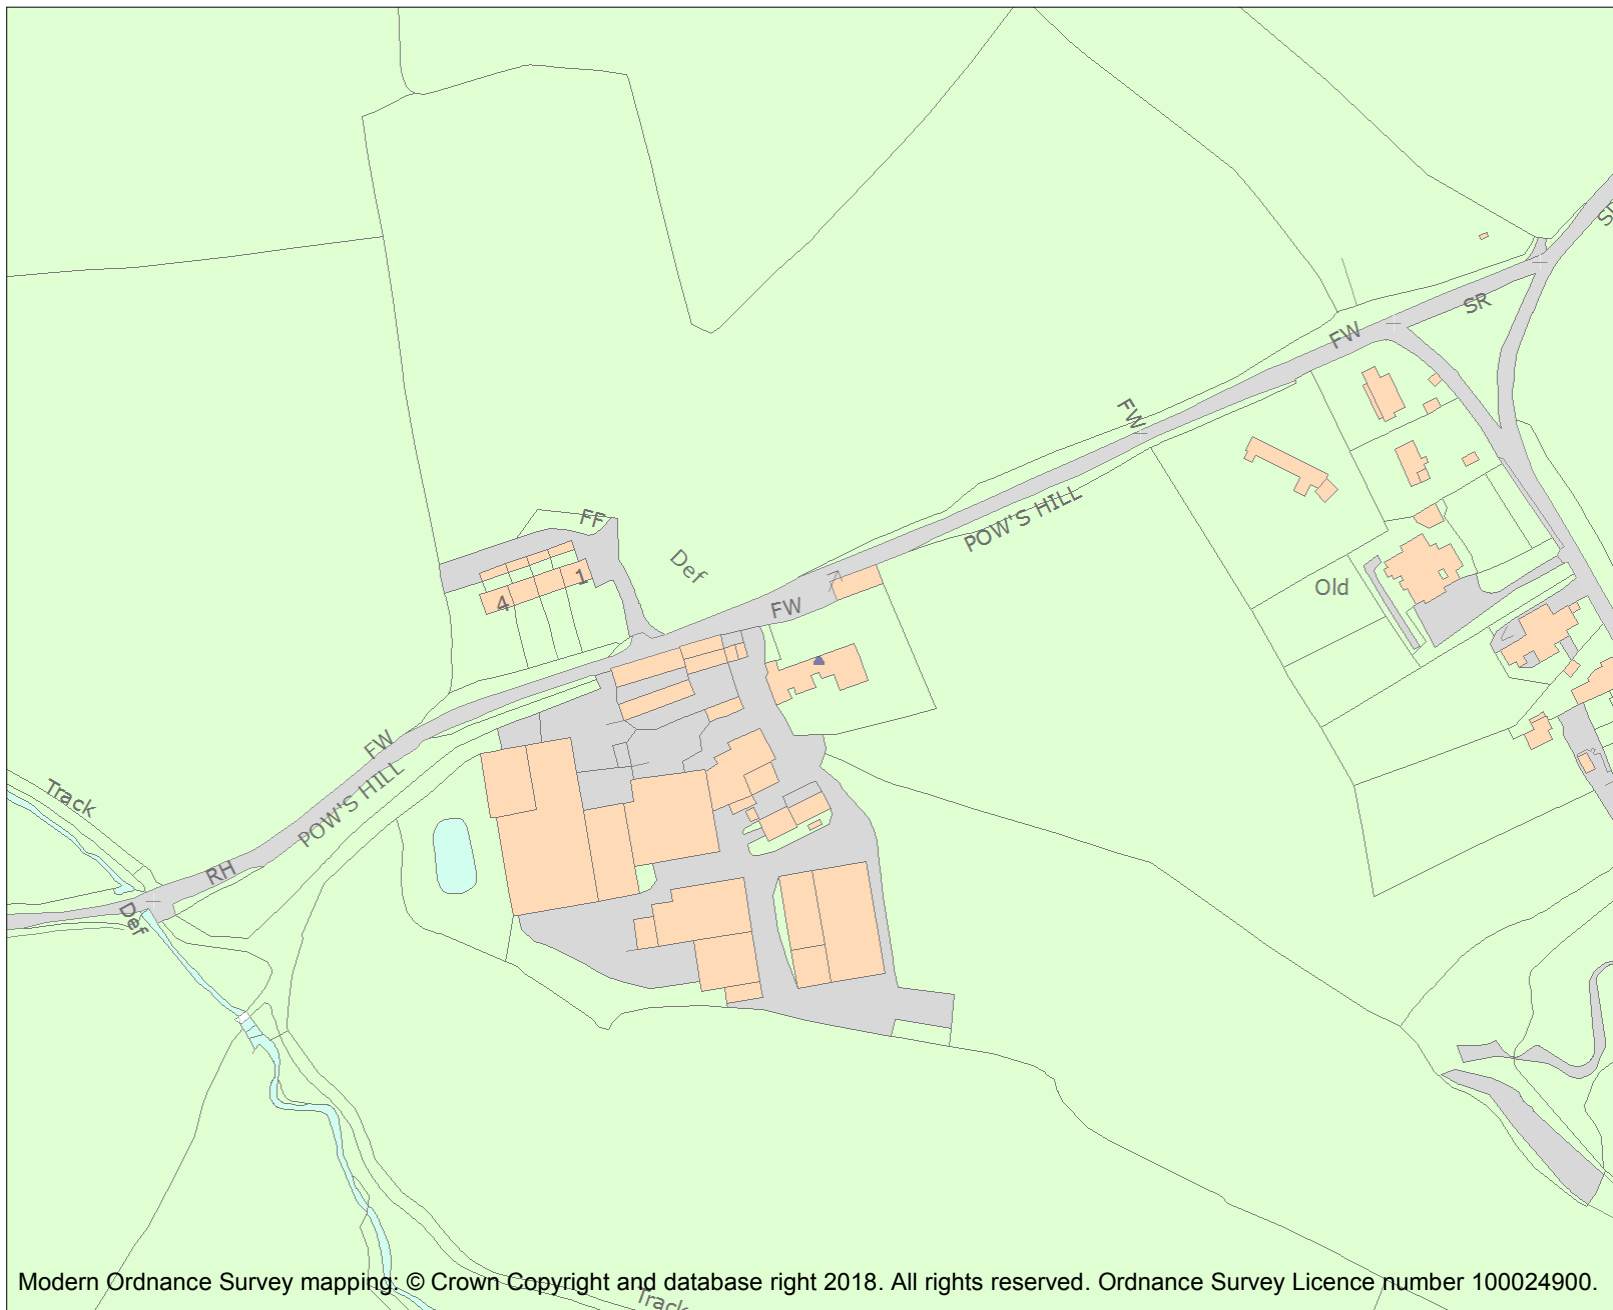 SR
FW
FW
POW'S HILL
FF
Def
1
4
Old
FW
FW
POW'S HILL
Track
RH
Def
Modern Ordnance Survey mapping: © Crown Copyright and database right 2018. All rights reserved. Ordnance Survey Licence number 100024900.
Track